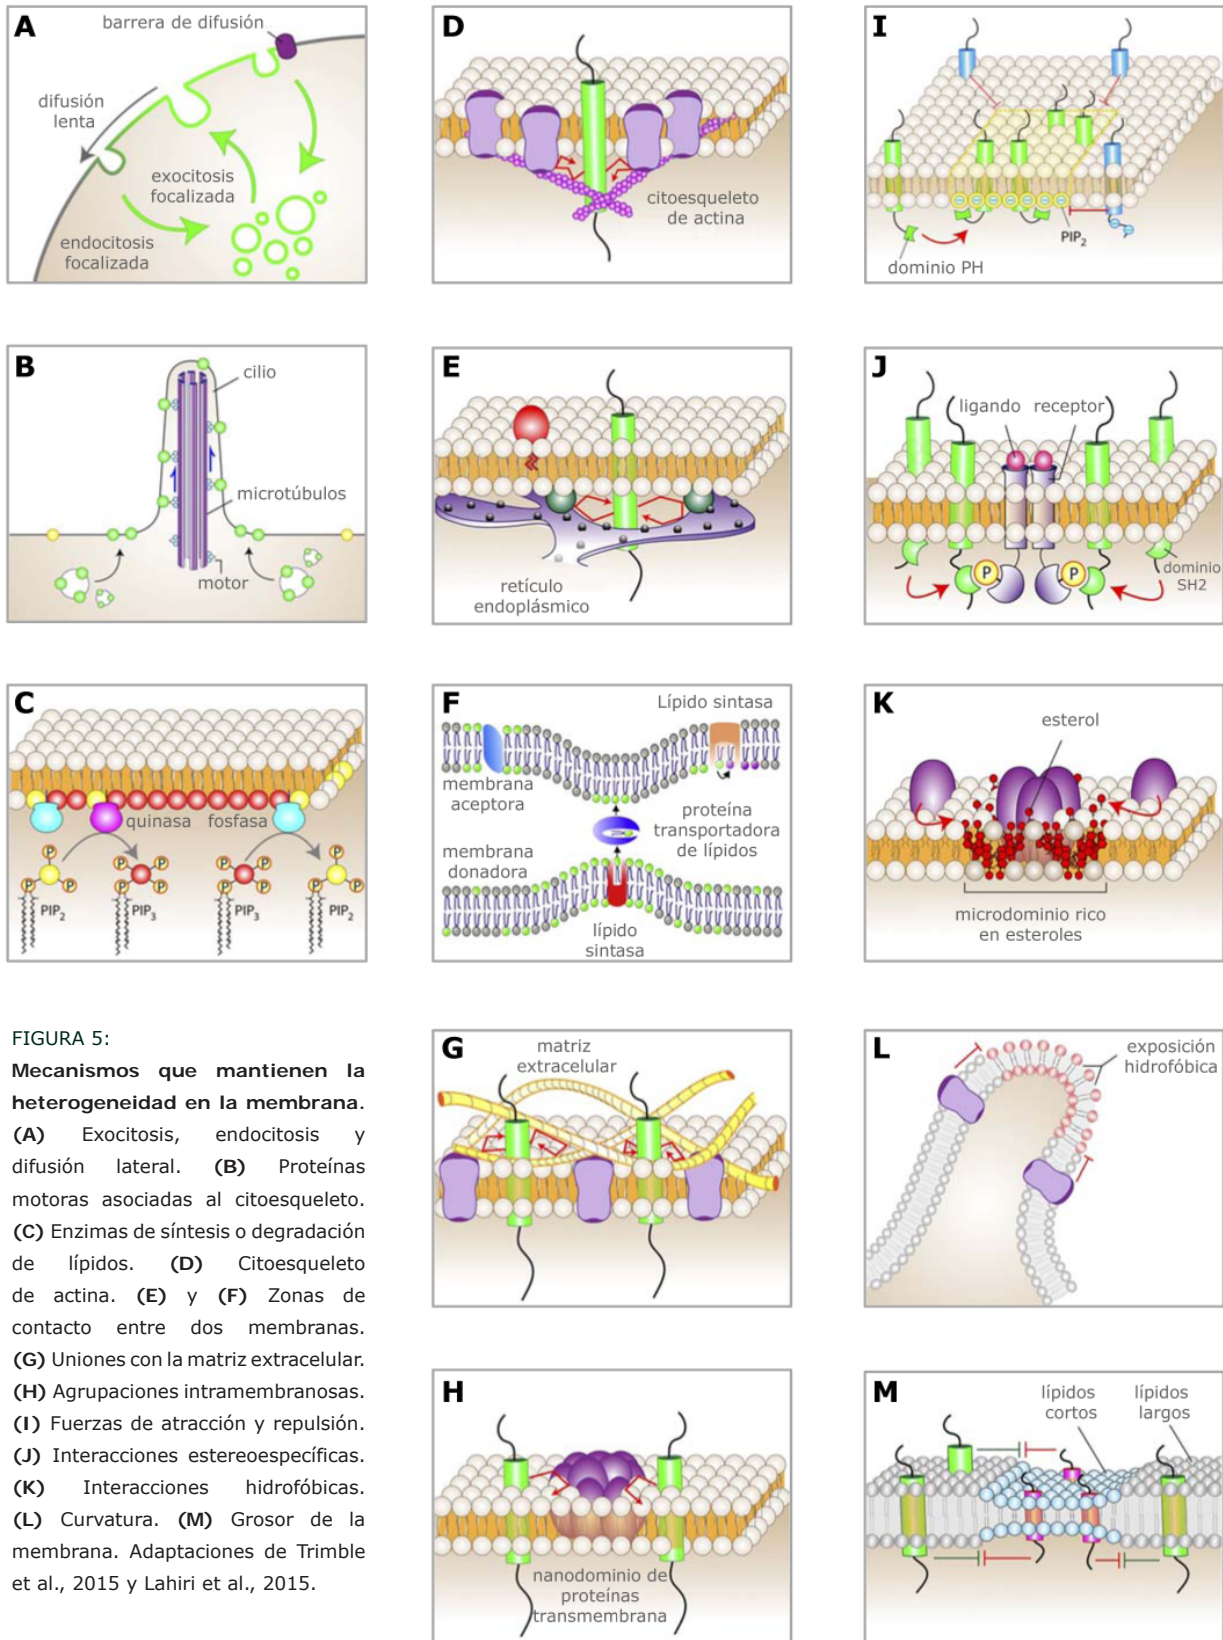 A
barrera de difusión
difusión
lenta
exocitosis
focalizada
endocitosis
focalizada
D
citoesqueleto
de actina
I
PIP2
dominio PH
B
cilio
microtúbulos
motor
E
retículo
endoplásmico
J
ligando receptor
P
P
dominio
SH2
C
quinasa fosfasa
P P P P P P P P P P P P
PIP2 PIP3 PIP3 PIP2
F
Lípido sintasa
membrana
aceptora
proteína
transportadora
de lípidos
membrana
donadora
lípido
sintasa
K
esterol
microdominio rico
en esteroles
FIGURA 5:
Mecanismos que mantienen la
heterogeneidad en la membrana.
(A) Exocitosis, endocitosis y
difusión lateral. (B) Proteínas
motoras asociadas al citoesqueleto.
(C) Enzimas de síntesis o degradación
de lípidos. (D) Citoesqueleto
de actina. (E) y (F) Zonas de
contacto entre dos membranas.
(G) Uniones con la matriz extracelular.
(H) Agrupaciones intramembranosas.
(I) Fuerzas de atracción y repulsión.
(J) Interacciones estereoespecíficas.
(K) Interacciones hidrofóbicas.
(L) Curvatura. (M) Grosor de la
membrana. Adaptaciones de Trimble
et al., 2015 y Lahiri et al., 2015.
G
matriz
extracelular
L
exposición
hidrofóbica
H
nanodominio de
proteínas
transmembrana
M
lípidos
cortos
lípidos
largos